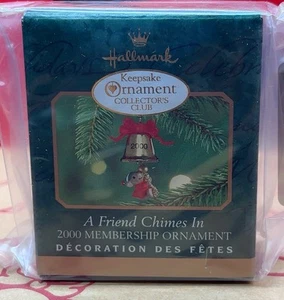 Hallmark
Keepsake
Ornament
COLLECTOR'S
CLUB
2000
A Friend Chimes In
2000 MEMBERSHIP ORNAMENT
DÉCORATION DES FÊTES